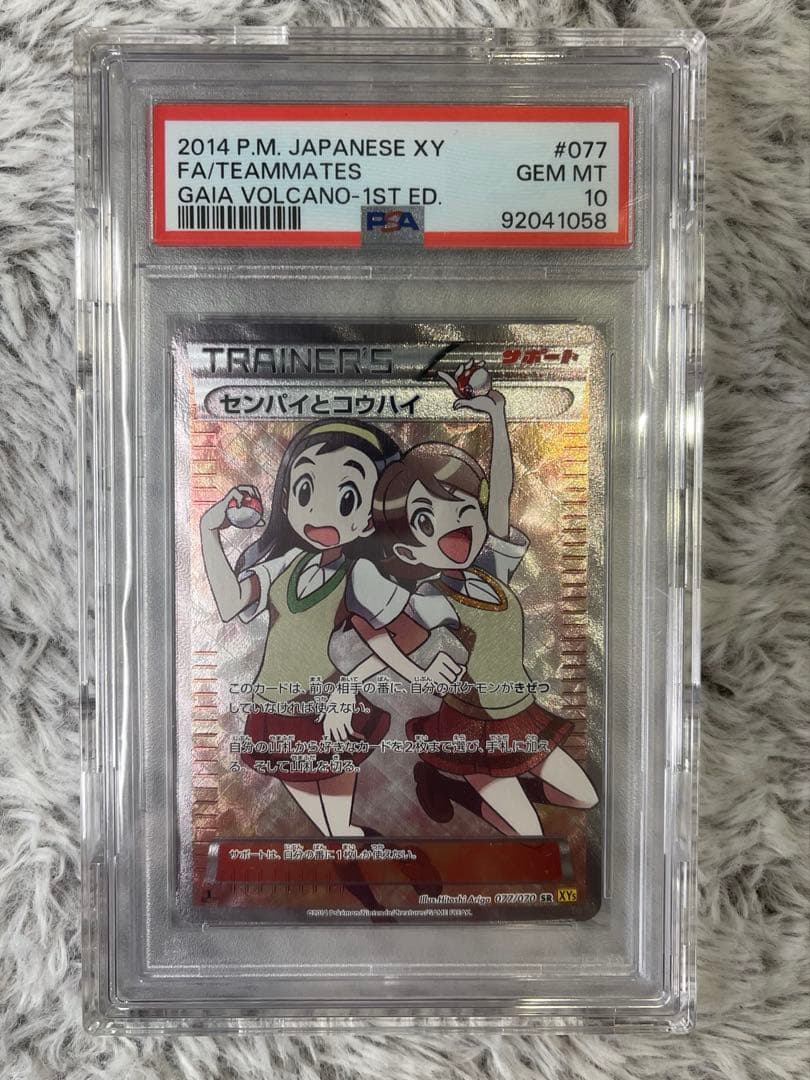 2014 P.M. JAPANESE XY #077
FA/TEAMMATES GEM MT
GAIA VOLCANO-1ST ED. 10
PSA 92041058
TRAINER'S サポート
センパイとコウハイ
このカードは、前の相手の番に、自分のポケモンがきぜつ
していなければ使えない。
自分の山札から好きなカードを2枚まで選び、手札に加え
る。そして山札を切る。
サポートは、自分の番に1枚しか使えない。
Illus. Hitoshi Ariga 077/070 SR XY5
©2014 Pokémon/Nintendo/Creatures/GAME FREAK.